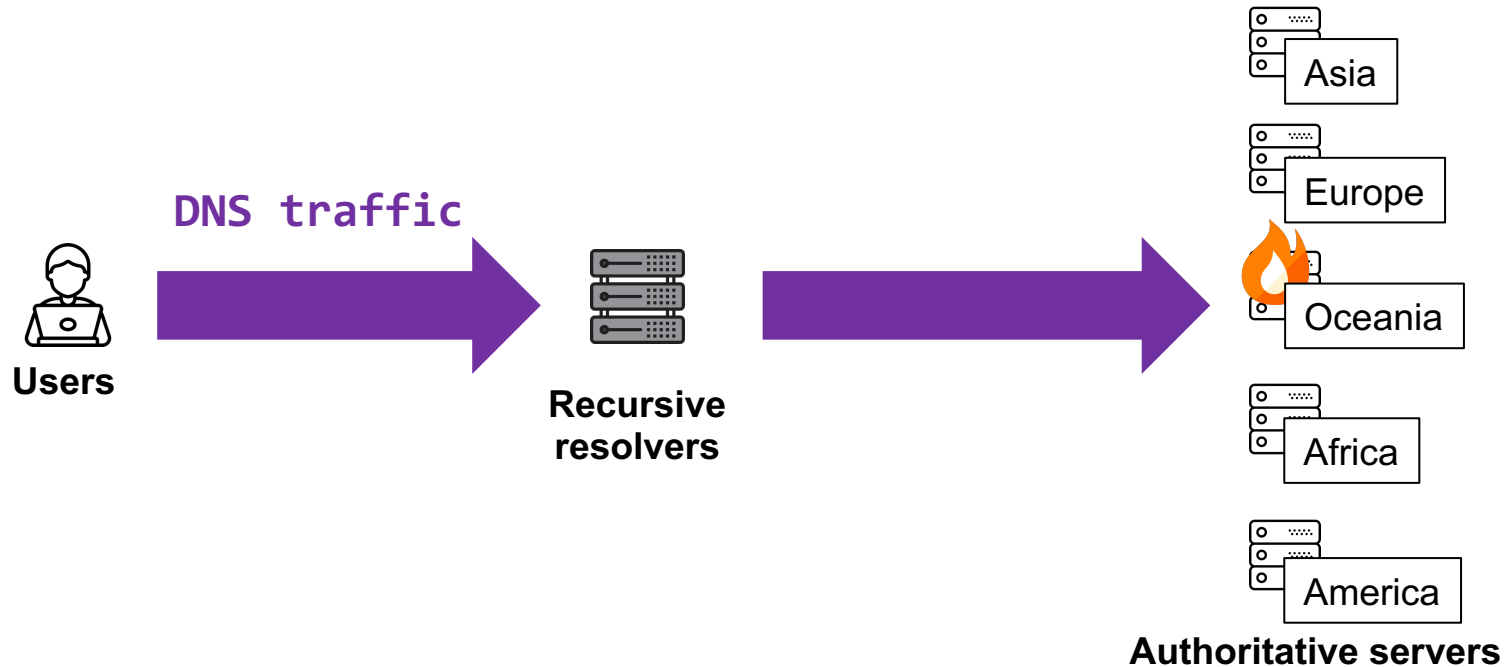 Asia
Europe
DNS traffic
Oceania
Users
Recursive
resolvers
Africa
America
Authoritative servers